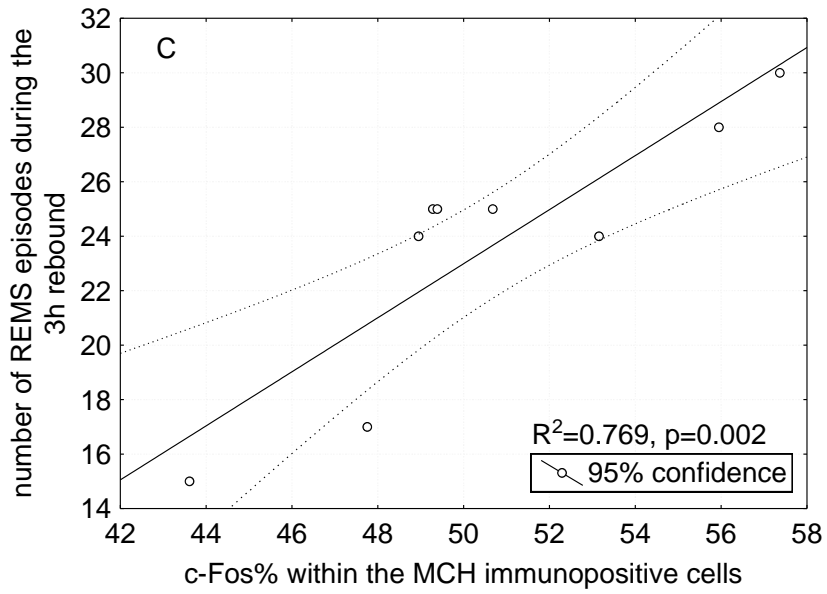 C
number of REMS episodes during the
3h rebound
32
30
28
26
24
22
20
18
16
14
R²=0.769, p=0.002
95% confidence
42 44 46 48 50 52 54 56 58
c-Fos% within the MCH immunopositive cells